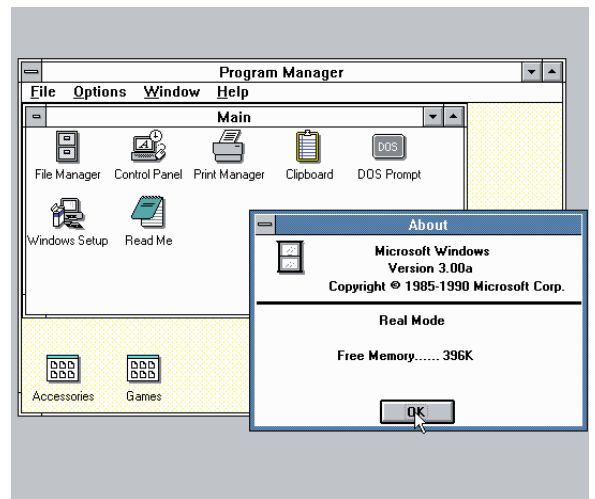 Program Manager
File Options Window Help
Main
File Manager Control Panel Print Manager Clipboard DOS Prompt
DOS
Windows Setup Read Me
About
Microsoft Windows
Version 3.00a
Copyright © 1985-1990 Microsoft Corp.
Real Mode
Free Memory...... 396K
OK
Accessories Games